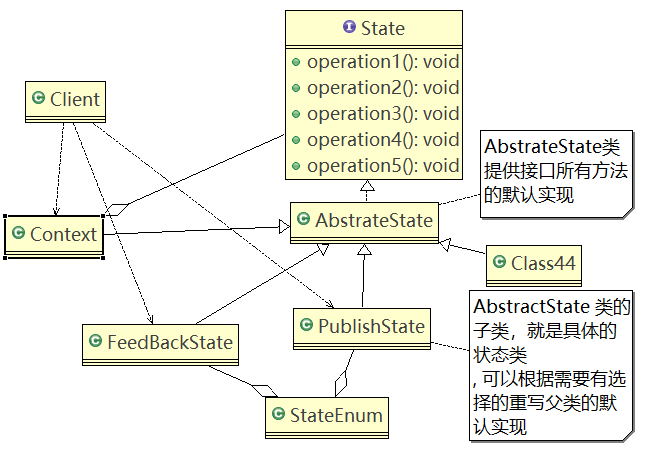 State
operation1(): void
operation2(): void
operation3(): void
operation4(): void
operation5(): void
Client
AbstrateState类
提供接口所有方法
的默认实现
Context
AbstrateState
Class44
FeedBackState
PublishState
AbstractState 类的
子类，就是具体的
状态类
, 可以根据需要有选
择的重写父类的默
认实现
StateEnum